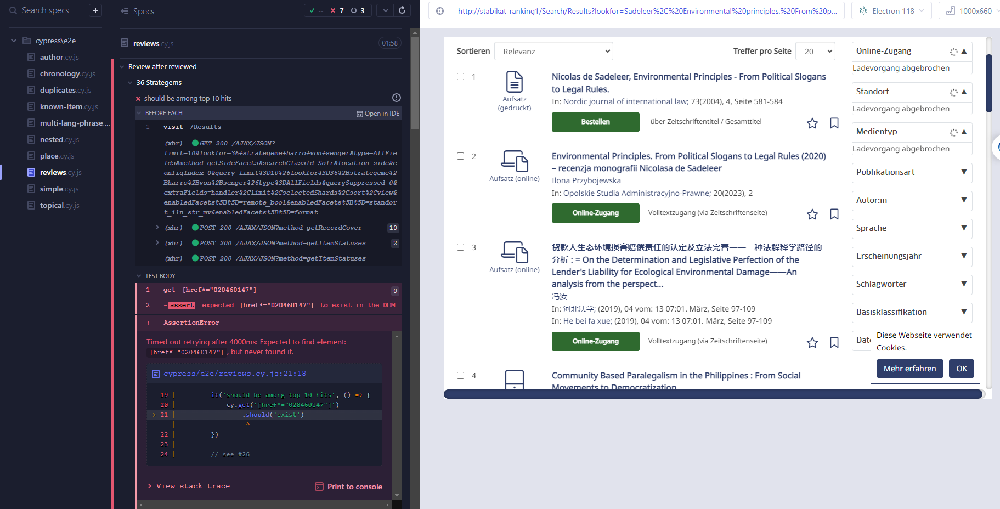 Search specs
+
Specs
-- 7 3
http://stabikat-ranking1/Search/Results?lookfor=Sadeleer%2C%20Environmental%20principles.%20From%20p...
Electron 118
1000x660
cypress\e2e
author.cy.js
chronology.cy.js
duplicates.cy.js
known-Item.cy.js
multi-lang-phrase....
nested.cy.js
place.cy.js
reviews.cy.js
simple.cy.js
topical.cy.js
reviews.cy.js
01:58
Review after reviewed
36 Strategems
should be among top 10 hits
BEFORE EACH
Open in IDE
1 visit /Results
(xhr) GET 200 /AJAX/JSON?
limit=10&lookfor=36+strategeme+harro+von+senger&type=AllFie
lds&method=getSideFacets&searchClassId=Solr&location=side&c
onfigIndex=0&query=limit%3D10%26lookfor%3D36%2Bstrategeme%2
Bharro%2Bvon%2Bsenger%26type%3DAllFields&querySuppressed=0&
extraFields=handler%2Climit%2CselectedShards%2Csort%2Cview&
enabledFacets%5B%5D=remote_bool&enabledFacets%5B%5D=standor
t_iln_str_mv&enabledFacets%5B%5D=format
(xhr) POST 200 /AJAX/JSON?method=getRecordCover 10
(xhr) POST 200 /AJAX/JSON?method=getItemStatuses 2
(xhr) POST 200 /AJAX/JSON?method=getItemStatuses
TEST BODY
1 get [href*="020460147"] 0
2 -assert expected [href*="020460147"] to exist in the DOM
! AssertionError
Timed out retrying after 4000ms: Expected to find element:
[href*="020460147"], but never found it.
cypress/e2e/reviews.cy.js:21:18
19 | it('should be among top 10 hits', () => {
20 | cy.get('[href*="020460147"]')
> 21 | .should('exist')
| ^
22 | })
23 |
24 | // see #26
> View stack trace
Print to console
Sortieren Relevanz
Treffer pro Seite 20
1
Aufsatz
(gedruckt)
Nicolas de Sadeleer, Environmental Principles - From Political Slogans
to Legal Rules.
In: Nordic journal of international law; 73(2004), 4, Seite 581-584
Bestellen
über Zeitschriftentitel / Gesamttitel
2
Aufsatz (online)
Environmental Principles. From Political Slogans to Legal Rules (2020)
– recenzja monografii Nicolasa de Sadeleer
Ilona Przybojewska
In: Opolskie Studia Administracyjno-Prawne; 20(2023), 2
Online-Zugang
Volltextzugang (via Zeitschriftenseite)
3
Aufsatz (online)
贷款人生态环境损害赔偿责任的认定及立法完善——一种法解释学路径的
分析 : = On the Determination and Legislative Perfection of the
Lender's Liability for Ecological Environmental Damage——An
analysis from the perspect...
冯汝
In: 河北法学; (2019), 04 vom: 13 07:01. März, Seite 97-109
In: He bei fa xue; (2019), 04 vom: 13 07:01. März, Seite 97-109
Online-Zugang
Volltextzugang (via Zeitschriftenseite)
4
Community Based Paralegalism in the Philippines : From Social
Movements to Democratization
Online-Zugang
Ladevorgang abgebrochen
Standort
Ladevorgang abgebrochen
Medientyp
Ladevorgang abgebrochen
Publikationsart
Autor:in
Sprache
Erscheinungsjahr
Schlagwörter
Basisklassifikation
Date
Diese Webseite verwendet
Cookies.
Mehr erfahren
OK